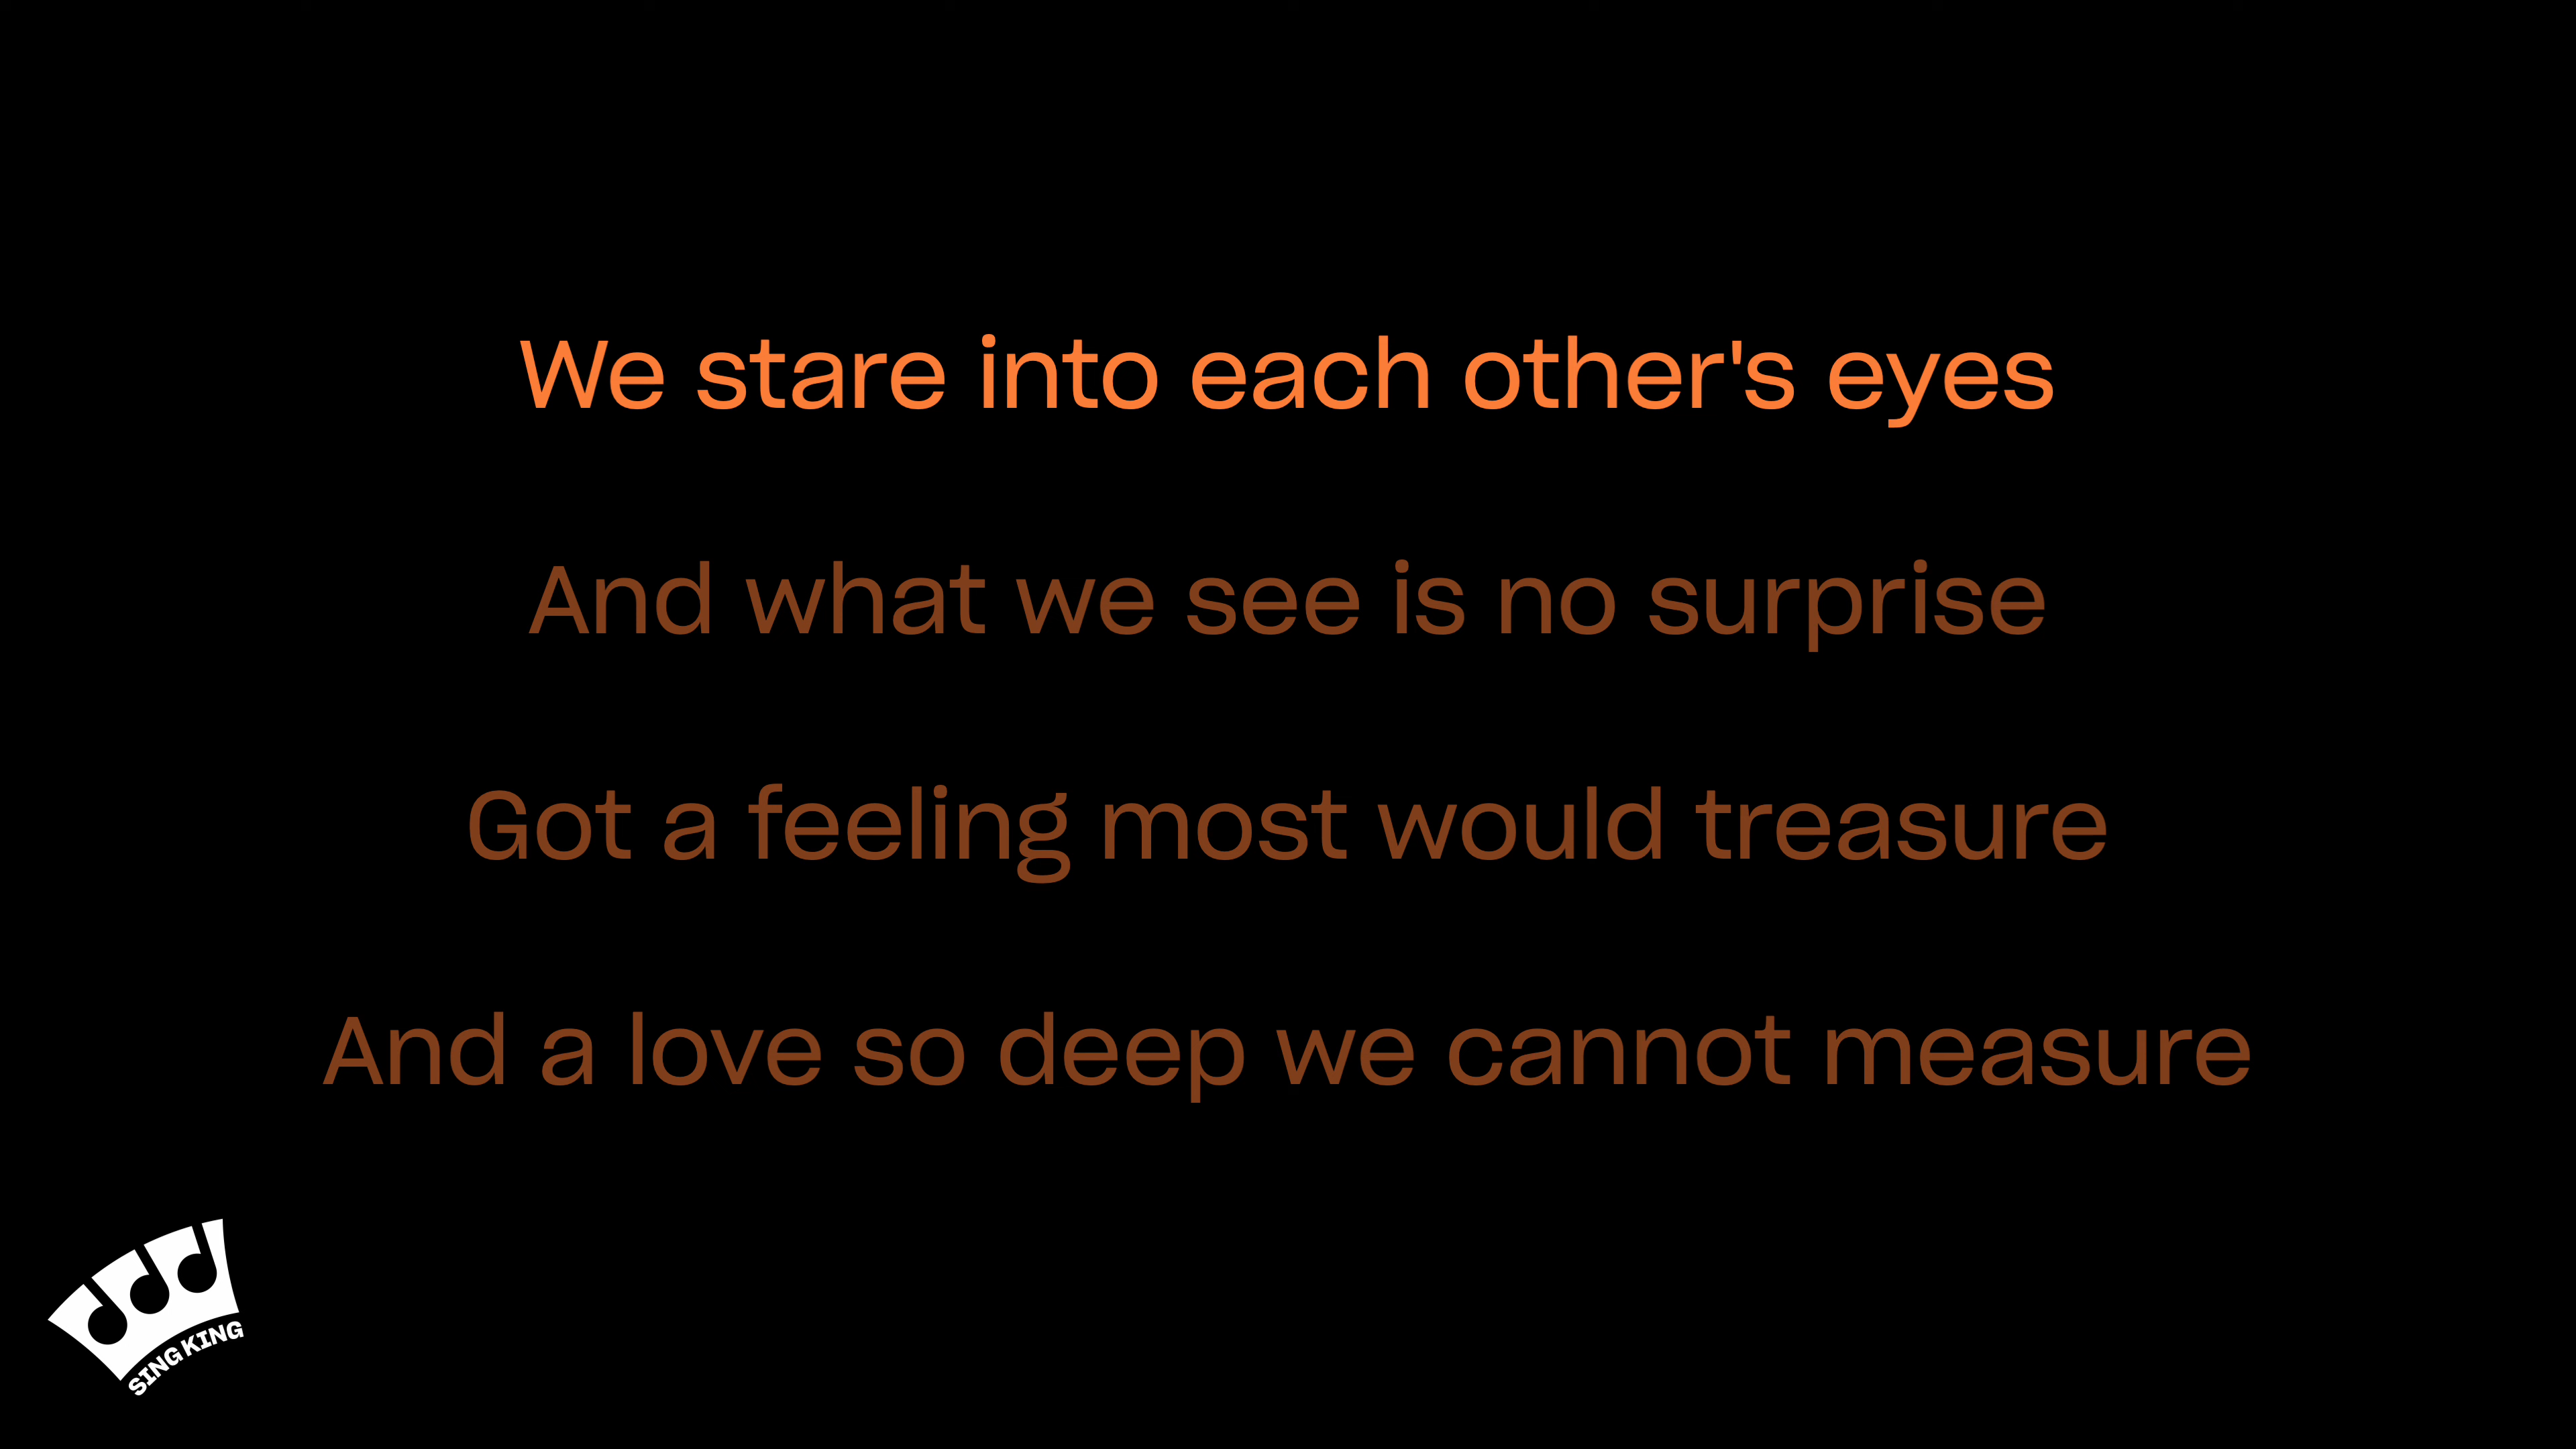 We stare into each other's eyes
And what we see is no surprise
Got a feeling most would treasure
And a love so deep we cannot measure
SING KING